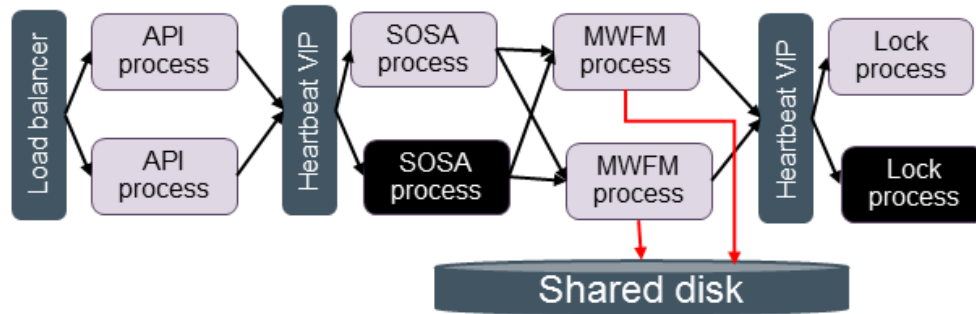 Load balancer
API
process
API
process
Heartbeat VIP
SOSA
process
SOSA
process
MWFM
process
MWFM
process
Heartbeat VIP
Lock
process
Lock
process
Shared disk